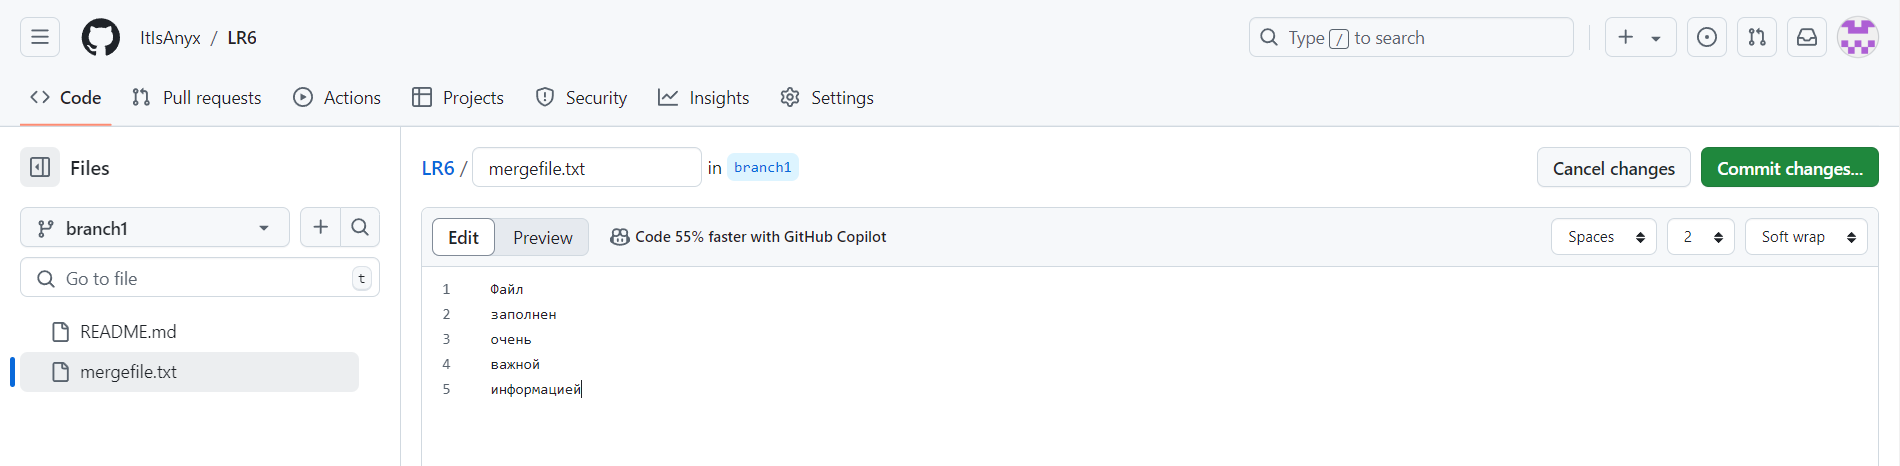 ItIsAnyx / LR6
Type / to search
Code Pull requests Actions Projects Security Insights Settings
Files
branch1
Go to file t
README.md
mergefile.txt
LR6 / mergefile.txt in branch1
Cancel changes Commit changes...
Edit Preview Code 55% faster with GitHub Copilot
Spaces 2 Soft wrap
1 Файл
2 заполнен
3 очень
4 важной
5 информацией